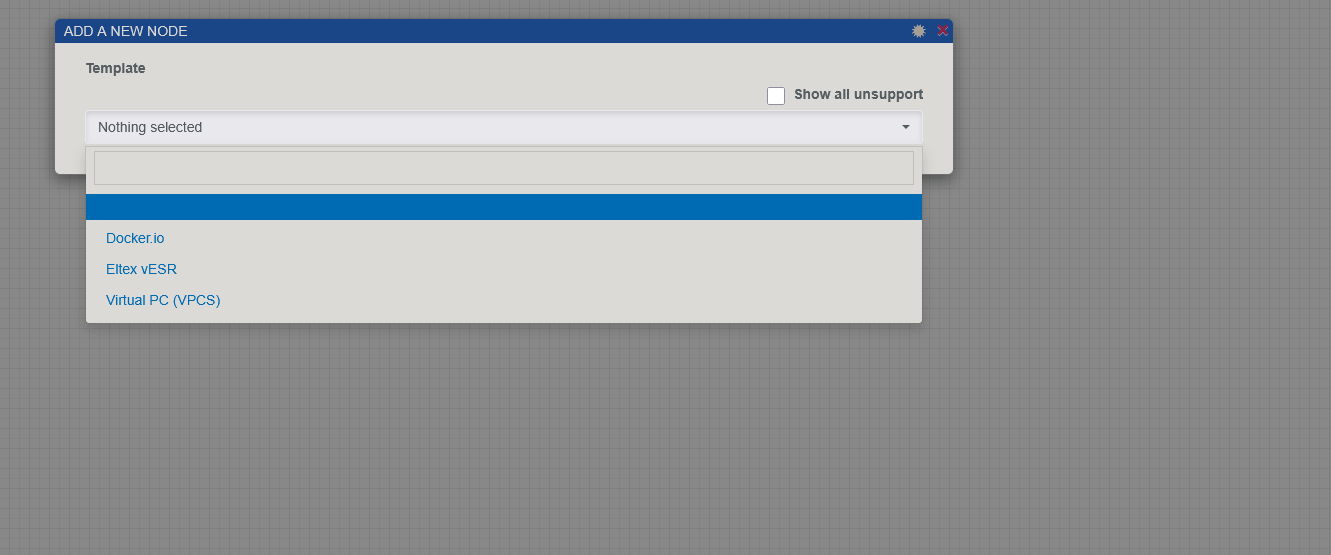 ADD A NEW NODE
Template
Show all unsupport
Nothing selected
Docker.io
Eltex vESR
Virtual PC (VPCS)